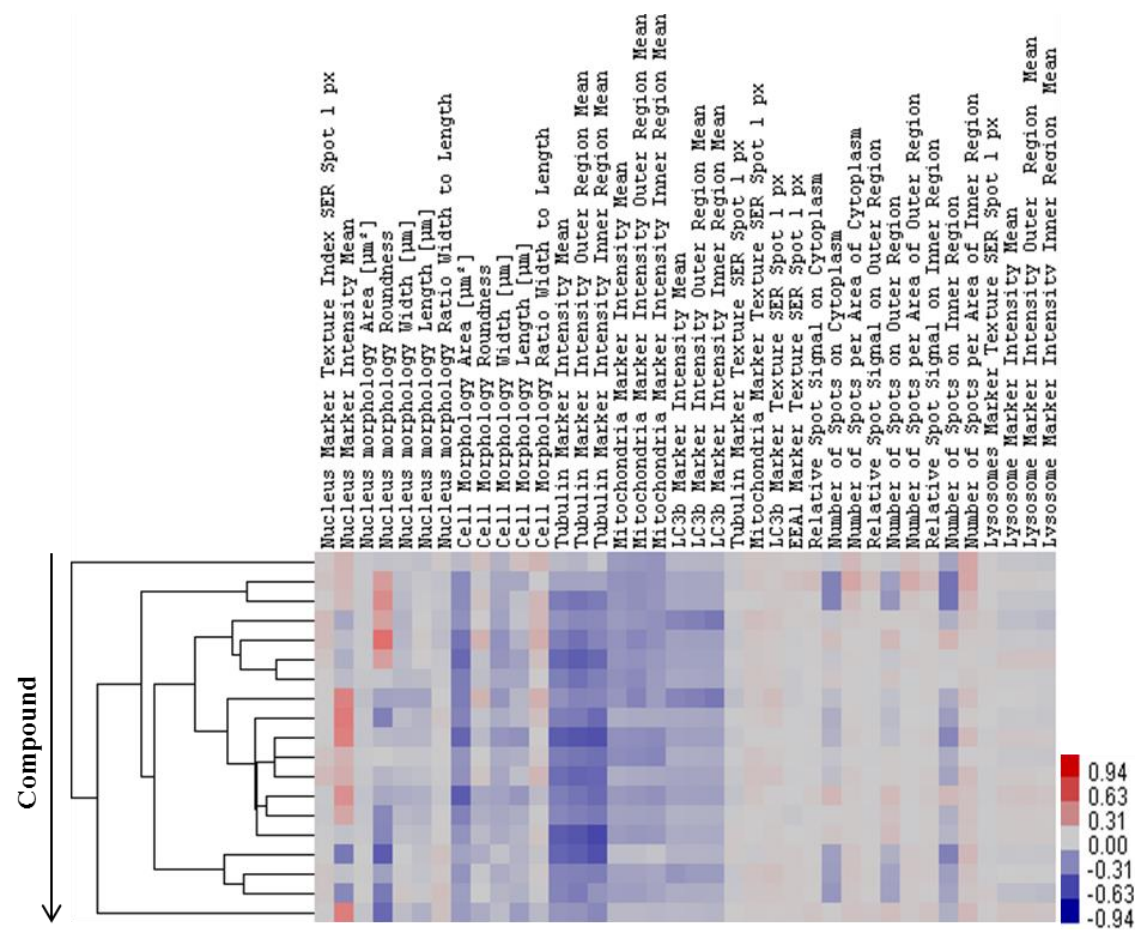 Nucleus Marker Texture Index SER Spot 1 px
Nucleus Marker Intensity Mean
Nucleus morphology Area [µm²]
Nucleus morphology Roundness
Nucleus morphology Width [µm]
Nucleus morphology Length [µm]
Nucleus morphology Ratio Width to Length
Cell Morphology Area [µm²]
Cell Morphology Roundness
Cell Morphology Width [µm]
Cell Morphology Length [µm]
Cell Morphology Ratio Width to Length
Tubulin Marker Intensity Mean
Tubulin Marker Intensity Outer Region Mean
Tubulin Marker Intensity Inner Region Mean
Mitochondria Marker Intensity Mean
Mitochondria Marker Intensity Outer Region Mean
Mitochondria Marker Intensity Inner Region Mean
LC3b Marker Intensity Mean
LC3b Marker Intensity Outer Region Mean
LC3b Marker Intensity Inner Region Mean
Tubulin Marker Texture SER Spot 1 px
Mitochondria Marker Texture SER Spot 1 px
LC3b Marker Texture SER Spot 1 px
EEA1 Marker Texture SER Spot 1 px
Relative Spot Signal on Cytoplasm
Number of Spots on Cytoplasm
Number of Spots per Area of Cytoplasm
Relative Spot Signal on Outer Region
Number of Spots on Outer Region
Number of Spots per Area of Outer Region
Relative Spot Signal on Inner Region
Number of Spots on Inner Region
Number of Spots per Area of Inner Region
Lysosomes Marker Texture SER Spot 1 px
Lysosome Marker Intensity Mean
Lysosome Marker Intensity Outer Region Mean
Lysosome Marker Intensity Inner Region Mean
Compound
0.94
0.63
0.31
0.00
-0.31
-0.63
-0.94